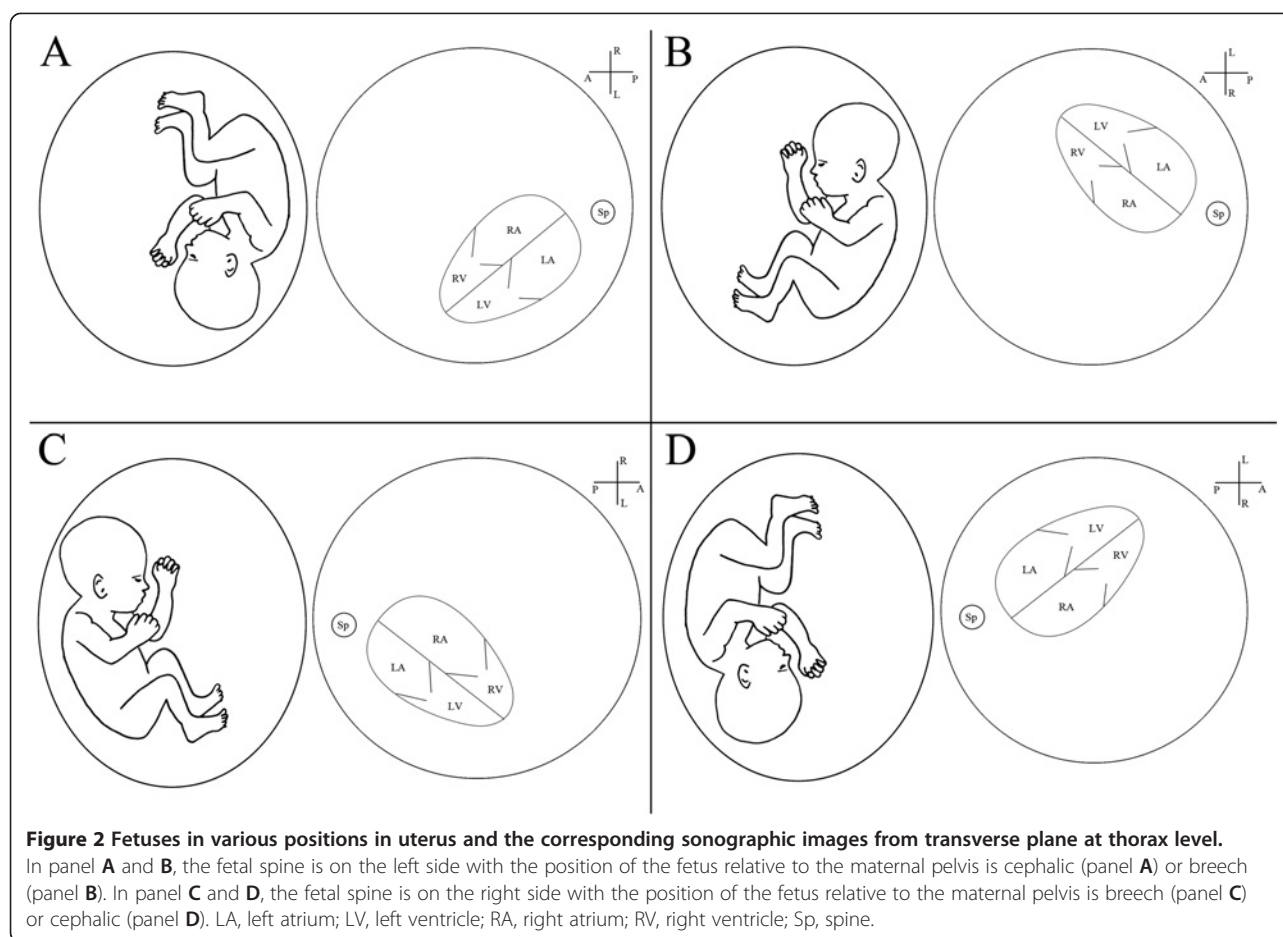 A
R
A P
L
Sp
RA
LA
RV
LV
B
L
A P
R
LV
LA
RV
Sp
RA
C
R
P A
L
Sp
RA
LA
RV
LV
D
L
P A
R
LV
RV
LA
RA
Sp
Figure 2 Fetuses in various positions in uterus and the corresponding sonographic images from transverse plane at thorax level.
In panel A and B, the fetal spine is on the left side with the position of the fetus relative to the maternal pelvis is cephalic (panel A) or breech
(panel B). In panel C and D, the fetal spine is on the right side with the position of the fetus relative to the maternal pelvis is breech (panel C)
or cephalic (panel D). LA, left atrium; LV, left ventricle; RA, right atrium; RV, right ventricle; Sp, spine.